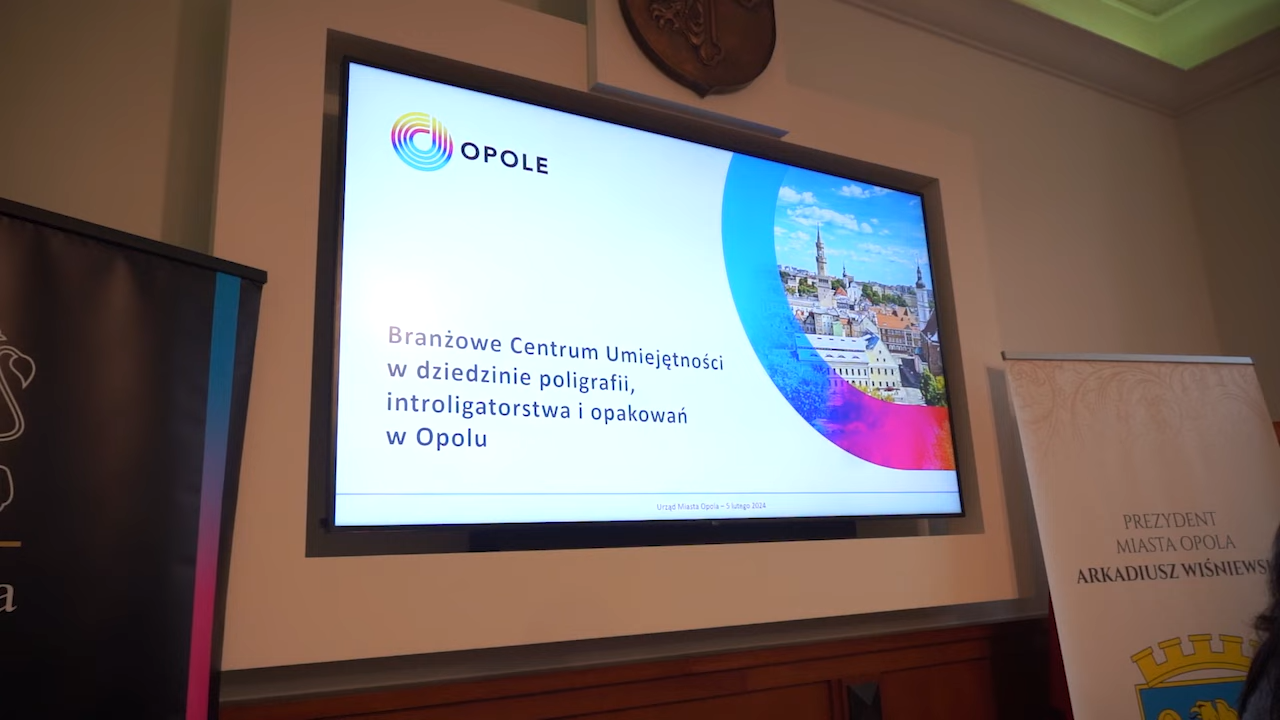 OPOLE
Branżowe Centrum Umiejętności
w dziedzinie poligrafii,
introligatorstwa i opakowań
w Opolu
Urząd Miasta Opola – 5 lutego 2024
a
PREZYDENT
MIASTA OPOLA
ARKADIUSZ WIŚNIEWSK